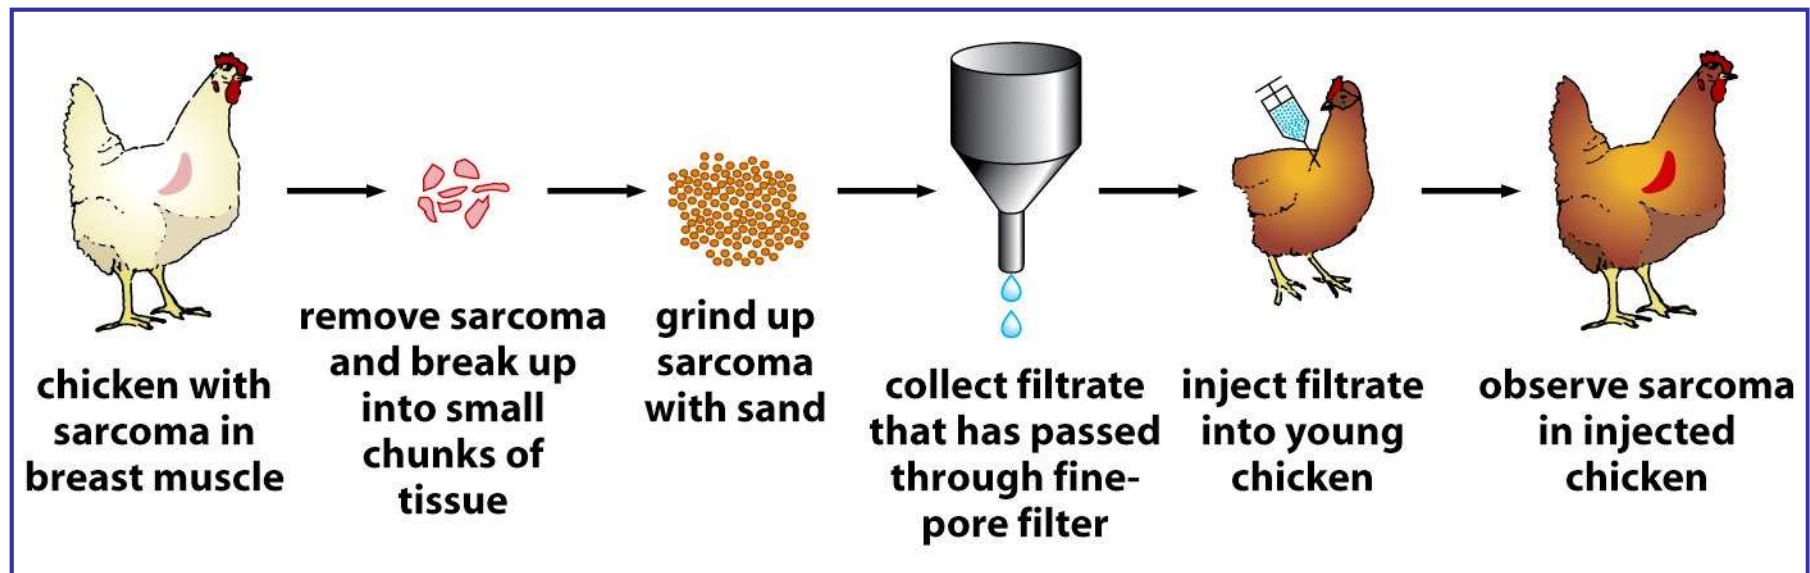 chicken with
sarcoma in
breast muscle
remove sarcoma
and break up
into small
chunks of
tissue
grind up
sarcoma
with sand
collect filtrate
that has passed
through fine-
pore filter
inject filtrate
into young
chicken
observe sarcoma
in injected
chicken